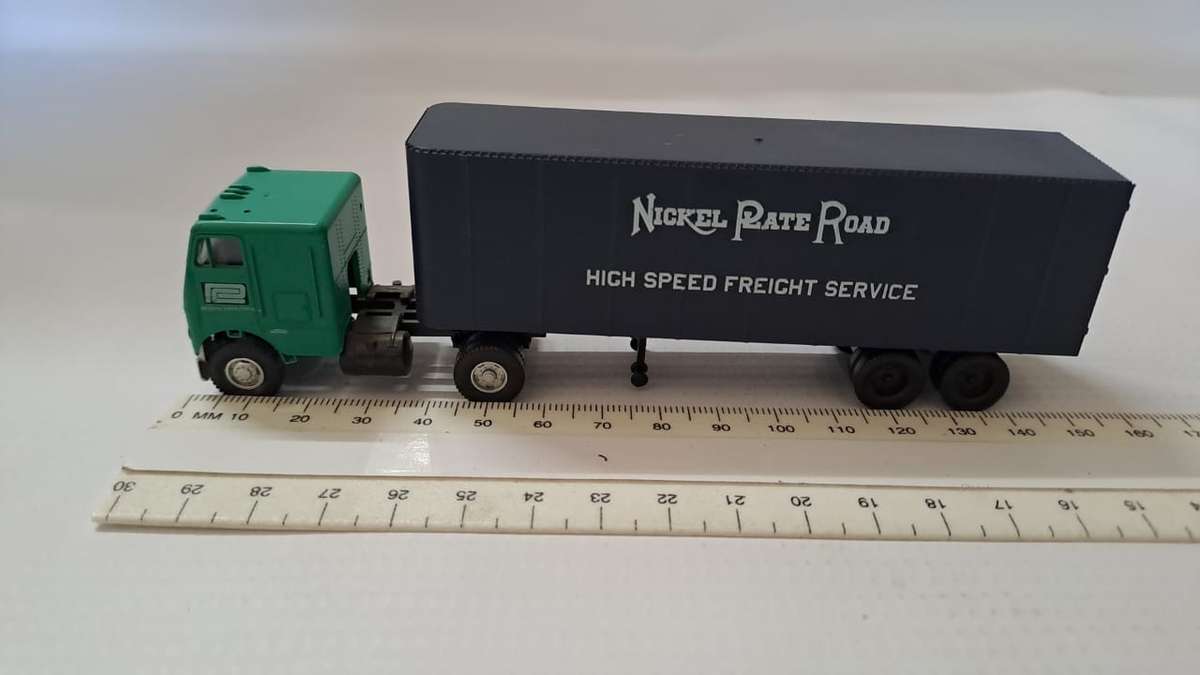 NICKEL PLATE ROAD
HIGH SPEED FREIGHT SERVICE
0 MM 10 20 30 40 50 60 70 80 90 100 110 120 130 140 150 160
30 29 28 27 26 25 24 23 22 21 20 19 18 17 16 15